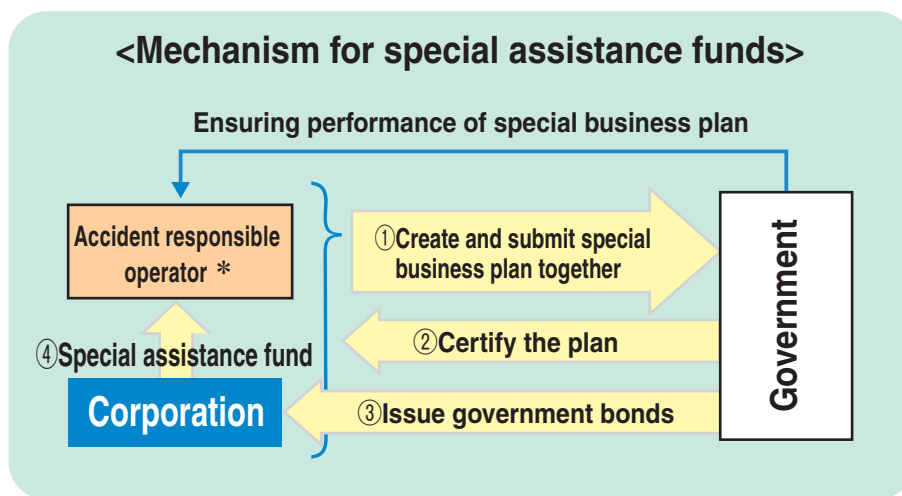 <Mechanism for special assistance funds>
Ensuring performance of special business plan
Accident responsible
operator *
①Create and submit special
business plan together
Government
②Certify the plan
④Special assistance fund
Corporation
③Issue government bonds